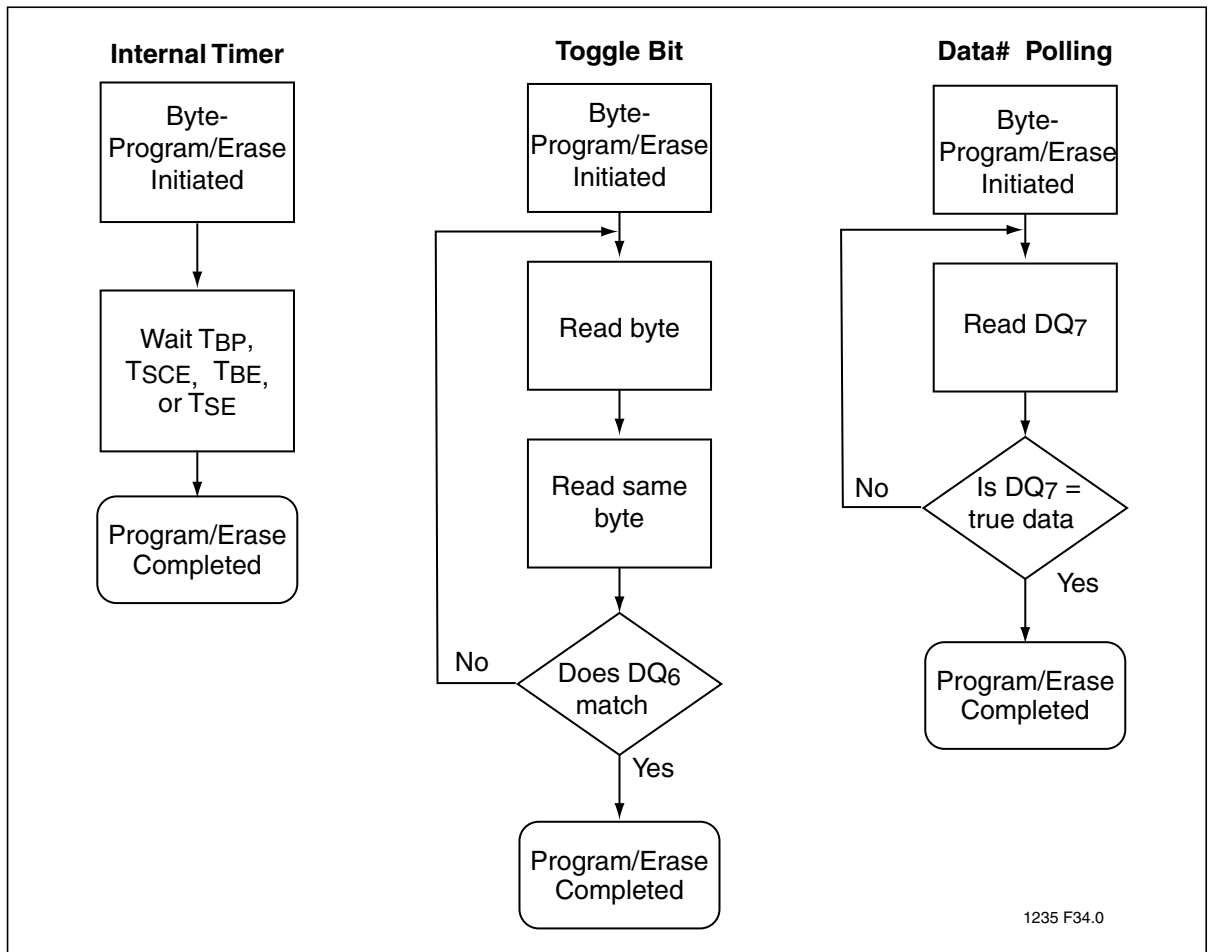 Internal Timer
Byte-
Program/Erase
Initiated
Wait TBP,
TSCE, TBE,
or TSE
Program/Erase
Completed
Toggle Bit
Byte-
Program/Erase
Initiated
Read byte
Read same
byte
No
Does DQ6
match
Yes
Program/Erase
Completed
Data# Polling
Byte-
Program/Erase
Initiated
Read DQ7
No
Is DQ7 =
true data
Yes
Program/Erase
Completed
1235 F34.0